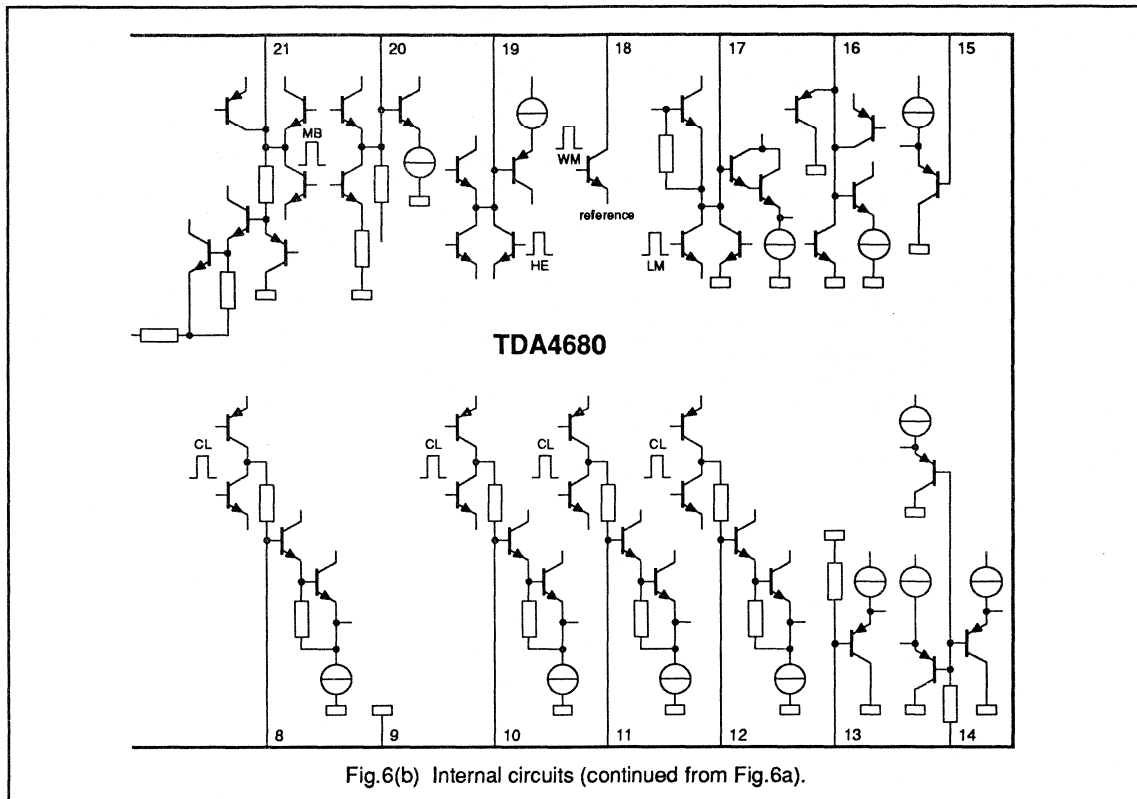 21 20 19 18 17 16 15
MB
WM
reference
HE
LM
TDA4680
CL CL CL CL
8 9 10 11 12 13 14
Fig.6(b) Internal circuits (continued from Fig.6a).